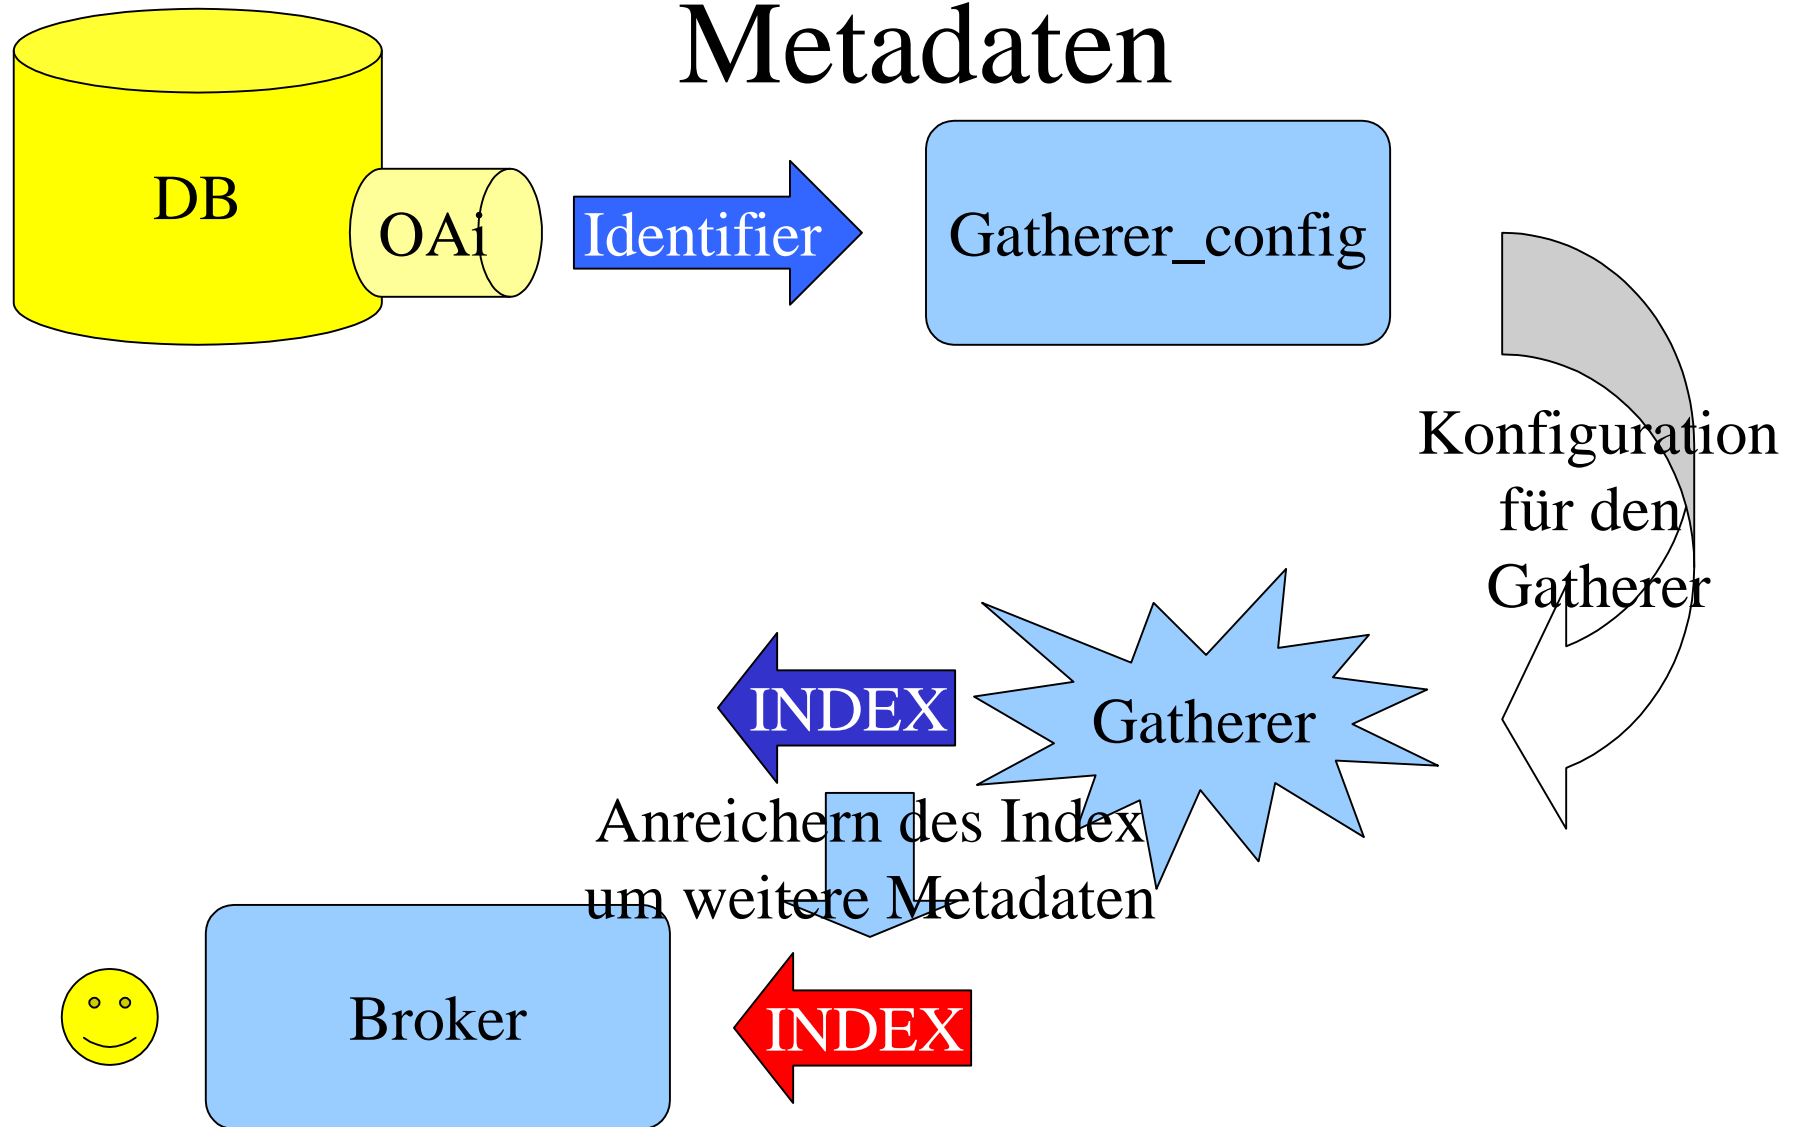 Metadaten
DB
OAi
Identifier
Gatherer_config
Konfiguration
für den
Gatherer
INDEX
Gatherer
Anreichern des Index
um weitere Metadaten
Broker
INDEX